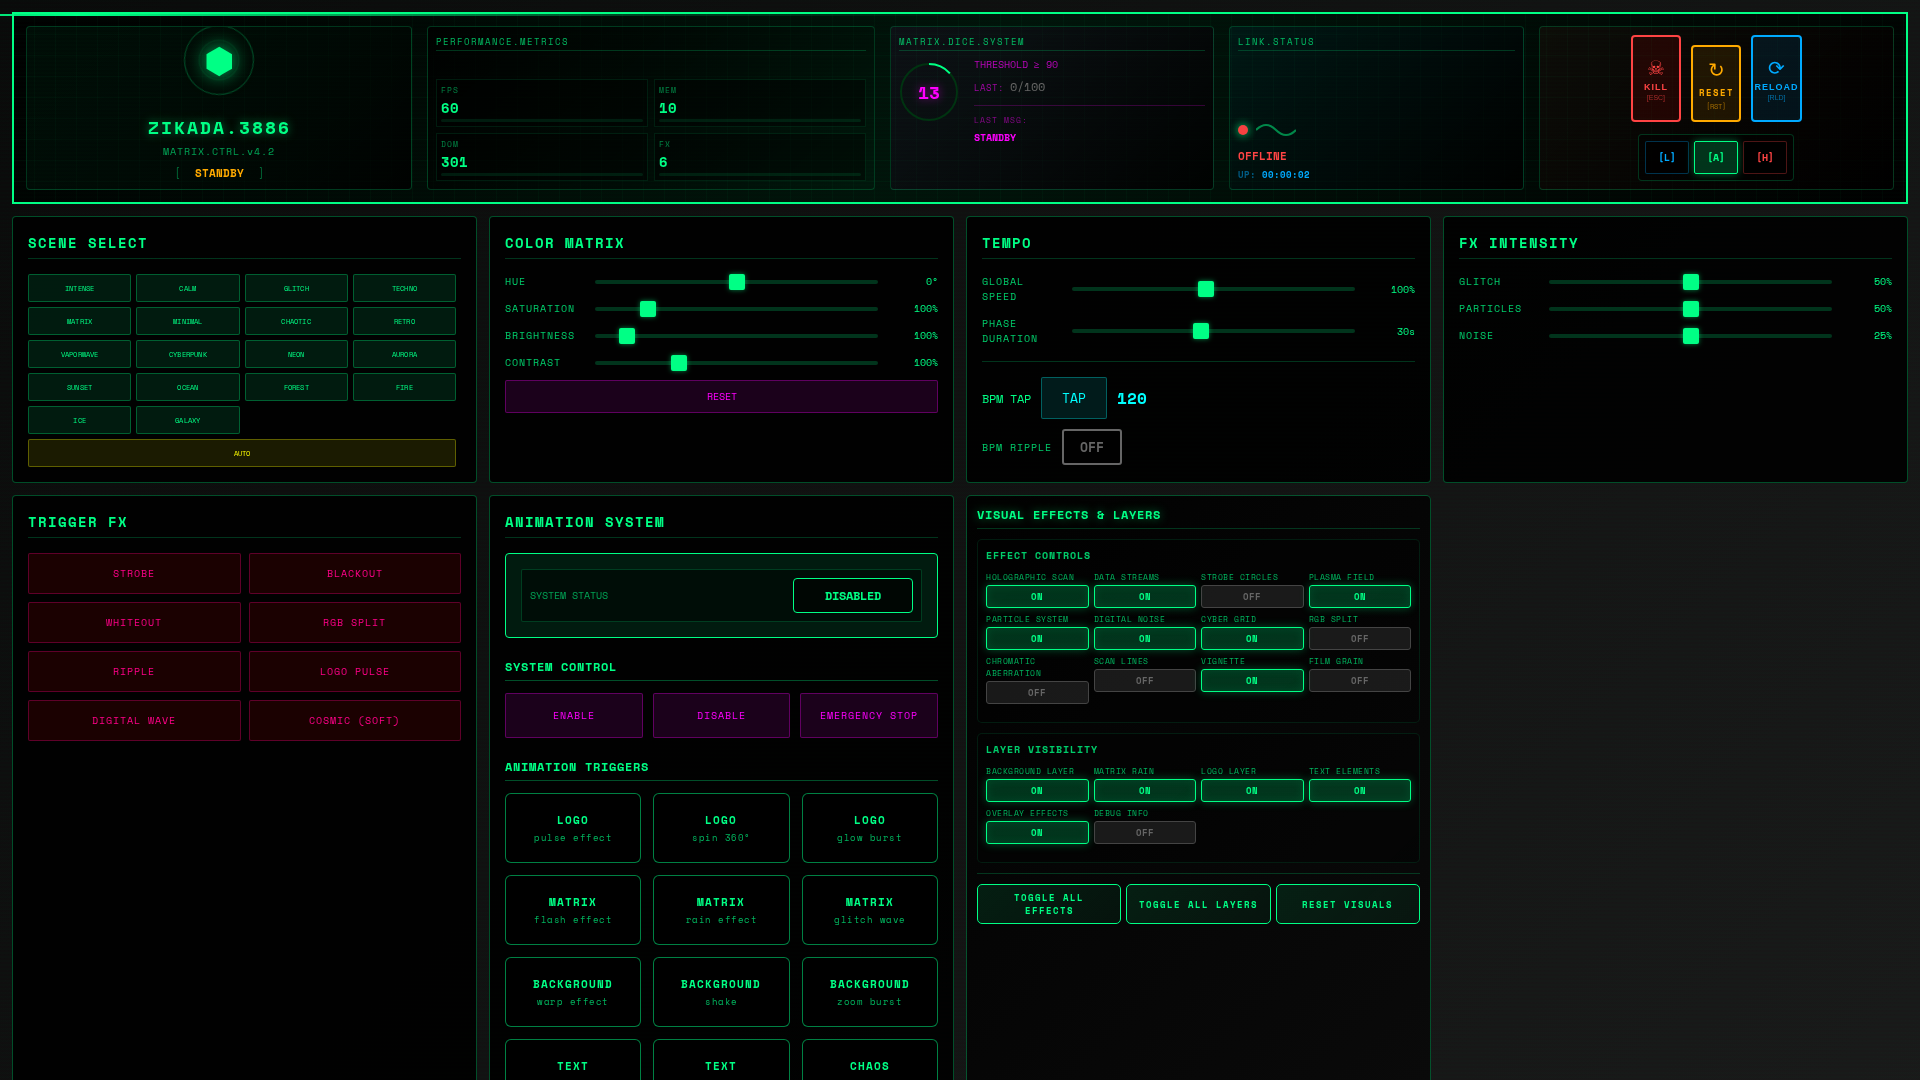 ZIKADA.3886
MATRIX.CTRL.v4.2
[ STANDBY ]
PERFORMANCE.METRICS
FPS
60
MEM
10
DOM
301
FX
6
MATRIX.DICE.SYSTEM
13
THRESHOLD ≥ 90
LAST: 0/100
LAST MSG:
STANDBY
LINK.STATUS
OFFLINE
UP: 00:00:02
KILL
[ESC]
RESET
[RST]
RELOAD
[RLD]
[L] [A] [H]
SCENE SELECT
INTENSE CALM GLITCH TECHNO
MATRIX MINIMAL CHAOTIC RETRO
VAPORWAVE CYBERPUNK NEON AURORA
SUNSET OCEAN FOREST FIRE
ICE GALAXY
AUTO
COLOR MATRIX
HUE 0°
SATURATION 100%
BRIGHTNESS 100%
CONTRAST 100%
RESET
TEMPO
GLOBAL
SPEED 100%
PHASE
DURATION 30s
BPM TAP TAP 120
BPM RIPPLE OFF
FX INTENSITY
GLITCH 50%
PARTICLES 50%
NOISE 25%
TRIGGER FX
STROBE BLACKOUT
WHITEOUT RGB SPLIT
RIPPLE LOGO PULSE
DIGITAL WAVE COSMIC (SOFT)
ANIMATION SYSTEM
SYSTEM STATUS DISABLED
SYSTEM CONTROL
ENABLE DISABLE EMERGENCY STOP
ANIMATION TRIGGERS
LOGO LOGO LOGO
pulse effect spin 360° glow burst
MATRIX MATRIX MATRIX
flash effect rain effect glitch wave
BACKGROUND BACKGROUND BACKGROUND
warp effect shake zoom burst
TEXT TEXT CHAOS
VISUAL EFFECTS & LAYERS
EFFECT CONTROLS
HOLOGRAPHIC SCAN DATA STREAMS STROBE CIRCLES PLASMA FIELD
ON ON OFF ON
PARTICLE SYSTEM DIGITAL NOISE CYBER GRID RGB SPLIT
ON ON ON OFF
CHROMATIC
ABERRATION SCAN LINES VIGNETTE FILM GRAIN
OFF OFF ON OFF
LAYER VISIBILITY
BACKGROUND LAYER MATRIX RAIN LOGO LAYER TEXT ELEMENTS
ON ON ON ON
OVERLAY EFFECTS DEBUG INFO
ON OFF
TOGGLE ALL
EFFECTS
TOGGLE ALL LAYERS
RESET VISUALS